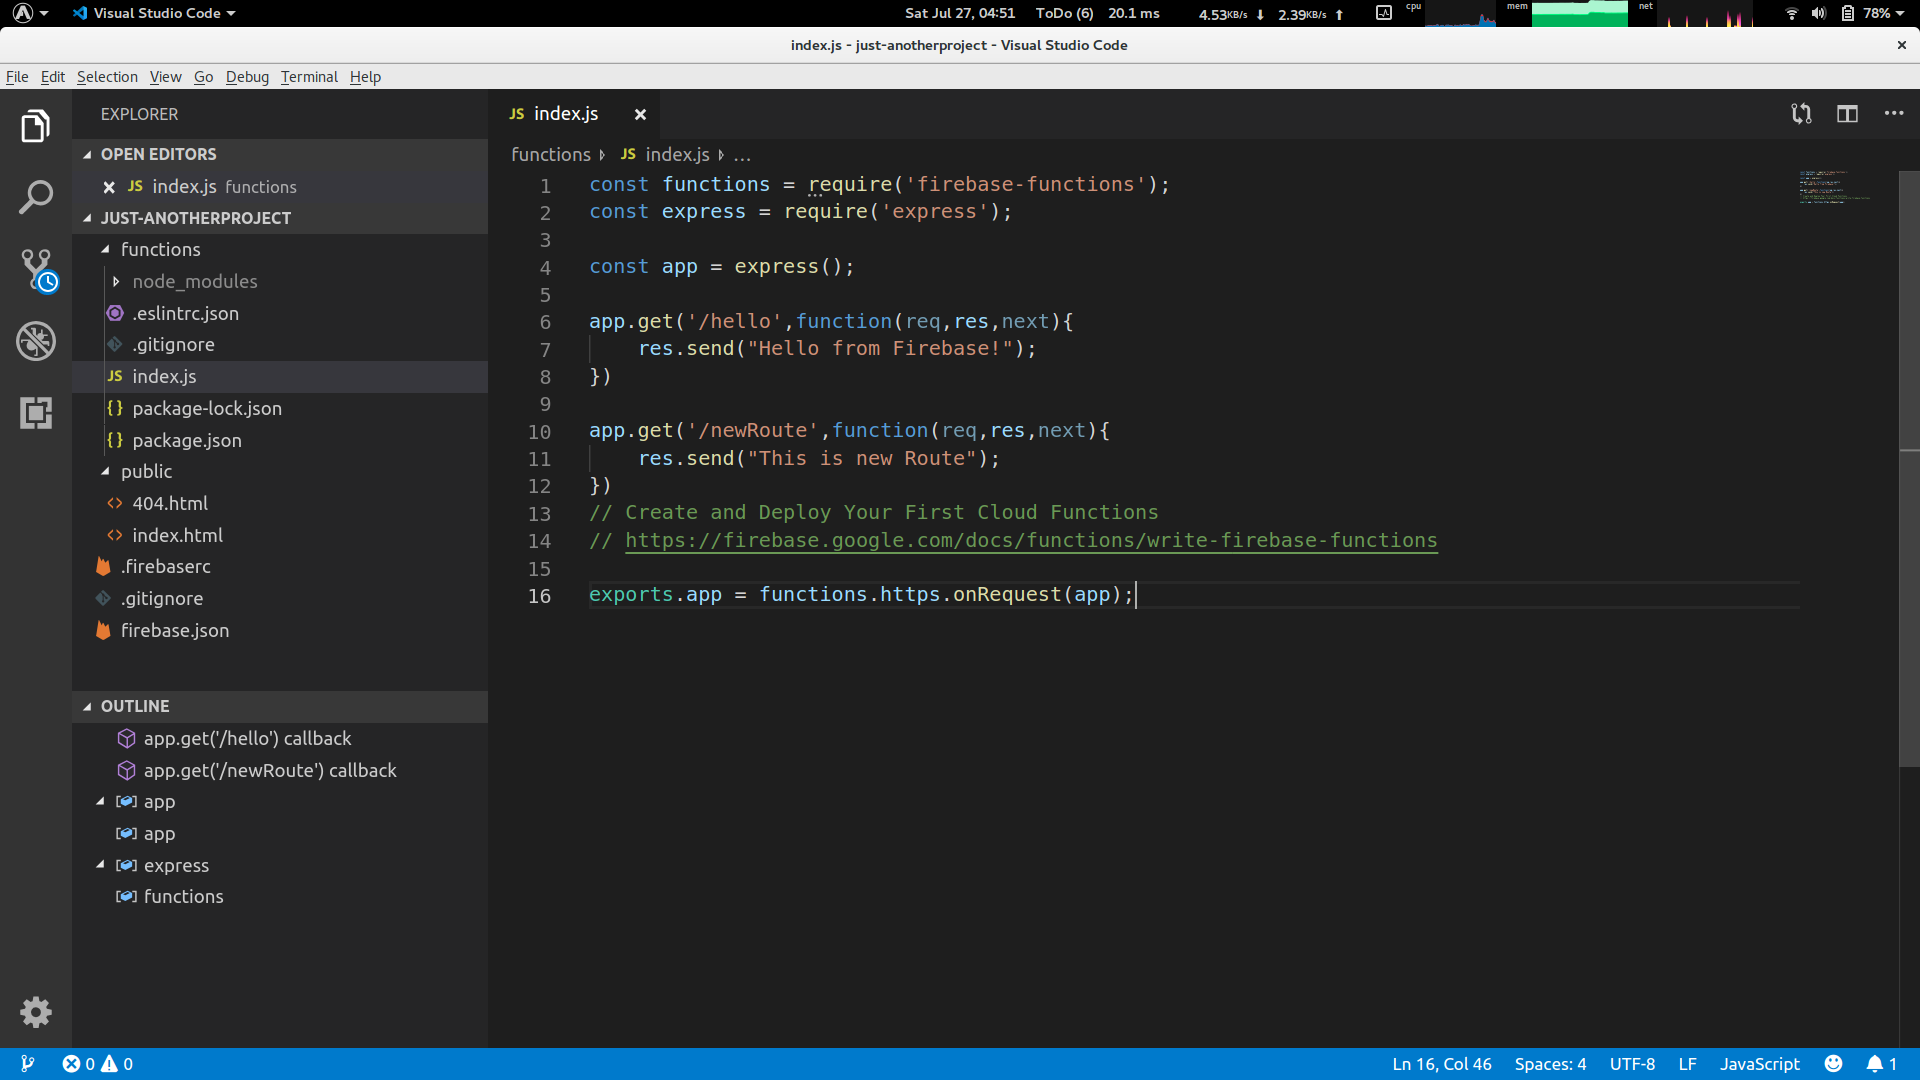 Visual Studio Code
Sat Jul 27, 04:51
ToDo (6)
20.1 ms
4.53KB/s
2.39KB/s
cpu
mem
net
78%
index.js - just-anotherproject - Visual Studio Code
File Edit Selection View Go Debug Terminal Help
EXPLORER
OPEN EDITORS
JS index.js functions
JUST-ANOTHERPROJECT
functions
node_modules
.eslintrc.json
.gitignore
JS index.js
{} package-lock.json
{} package.json
public
<> 404.html
<> index.html
.firebaserc
.gitignore
firebase.json
OUTLINE
app.get('/hello') callback
app.get('/newRoute') callback
app
app
express
functions
JS index.js
functions JS index.js ...
1 const functions = require('firebase-functions');
2 const express = require('express');
3
4 const app = express();
5
6 app.get('/hello',function(req,res,next){
7     res.send("Hello from Firebase!");
8 })
9
10 app.get('/newRoute',function(req,res,next){
11     res.send("This is new Route");
12 })
13 // Create and Deploy Your First Cloud Functions
14 // https://firebase.google.com/docs/functions/write-firebase-functions
15
16 exports.app = functions.https.onRequest(app);
0 0
Ln 16, Col 46
Spaces: 4
UTF-8
LF
JavaScript
1